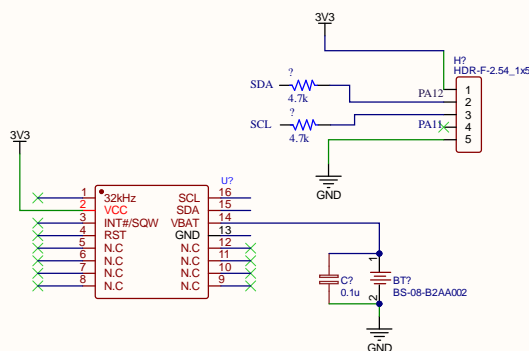 3V3
H?
HDR-F-2.54_1x5
?
SDA
4.7k
PA12
1
2
?
SCL
4.7k
PA11
3
4
5
GND
3V3
U?
1 32kHz SCL 16
2 VCC SDA 15
3 INT#/SQW VBAT 14
4 RST GND 13
5 N.C N.C 12
6 N.C N.C 11
7 N.C N.C 10
8 N.C N.C 9
1
C? BT?
0.1u BS-08-B2AA002
2
GND